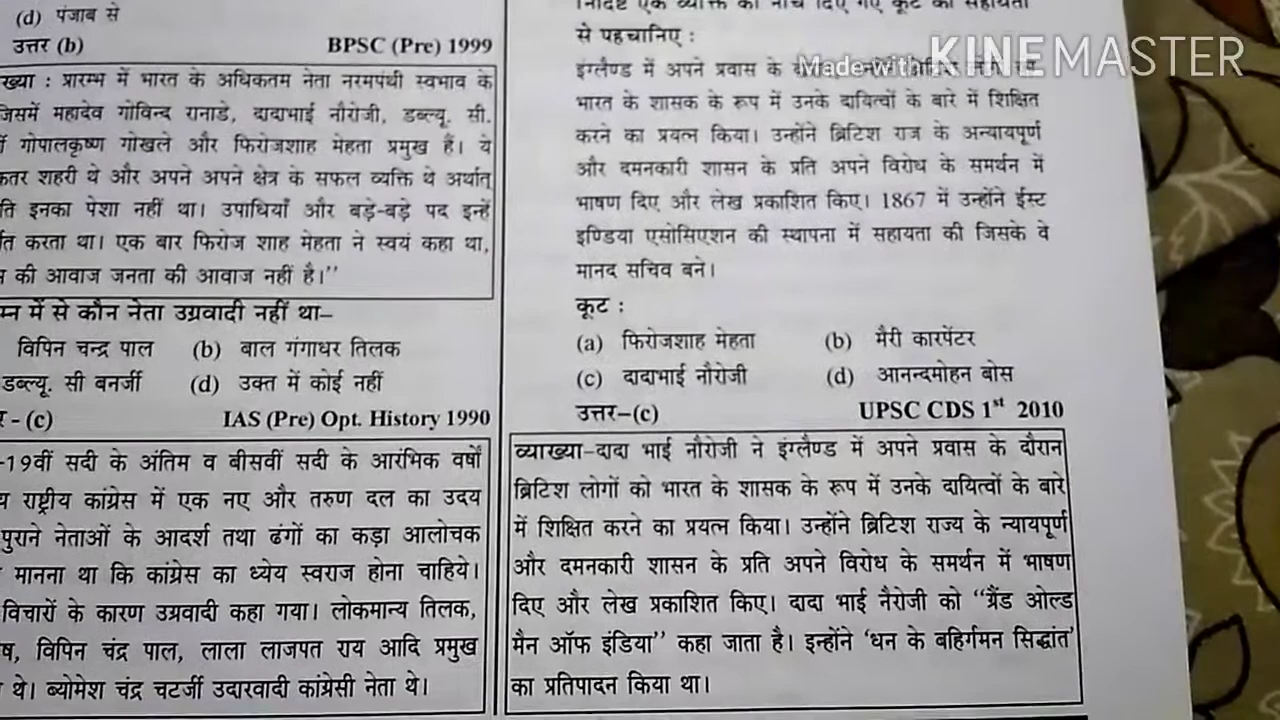 (d) पंजाब से
उत्तर (b) BPSC (Pre) 1999
ख्या : प्रारम्भ में भारत के अधिकतम नेता नरमपंथी स्वभाव के
जिसमें महादेव गोविन्द रानाडे, दादाभाई नौरोजी, डब्ल्यू. सी.
गोपालकृष्ण गोखले और फिरोजशाह मेहता प्रमुख हैं। ये
कतर शहरी थे और अपने अपने क्षेत्र के सफल व्यक्ति थे अर्थात्
ति इनका पेशा नहीं था। उपाधियाँ और बड़े-बड़े पद इन्हें
त करता था। एक बार फिरोज शाह मेहता ने स्वयं कहा था,
की आवाज जनता की आवाज नहीं है।’’
म्न में से कौन नेता उग्रवादी नहीं था–
विपिन चन्द्र पाल (b) बाल गंगाधर तिलक
डब्ल्यू. सी बनर्जी (d) उक्त में कोई नहीं
र - (c) IAS (Pre) Opt. History 1990
-19वीं सदी के अंतिम व बीसवीं सदी के आरंभिक वर्षों
य राष्ट्रीय कांग्रेस में एक नए और तरुण दल का उदय
पुराने नेताओं के आदर्श तथा ढंगों का कड़ा आलोचक
मानना था कि कांग्रेस का ध्येय स्वराज होना चाहिये।
विचारों के कारण उग्रवादी कहा गया। लोकमान्य तिलक,
ष, विपिन चंद्र पाल, लाला लाजपत राय आदि प्रमुख
थे। ब्योमेश चंद्र चटर्जी उदारवादी कांग्रेसी नेता थे।
निर्दिष्ट एक व्यक्ति को नीचे दिए गए कूट की सहायता
से पहचानिए :
इंग्लैण्ड में अपने प्रवास के
भारत के शासक के रूप में उनके दायित्वों के बारे में शिक्षित
करने का प्रयत्न किया। उन्होंने ब्रिटिश राज के अन्यायपूर्ण
और दमनकारी शासन के प्रति अपने विरोध के समर्थन में
भाषण दिए और लेख प्रकाशित किए। 1867 में उन्होंने ईस्ट
इण्डिया एसोसिएशन की स्थापना में सहायता की जिसके वे
मानद सचिव बने।
कूट :
(a) फिरोजशाह मेहता (b) मैरी कारपेंटर
(c) दादाभाई नौरोजी (d) आनन्दमोहन बोस
उत्तर–(c) UPSC CDS 1st 2010
व्याख्या–दादा भाई नौरोजी ने इंग्लैण्ड में अपने प्रवास के दौरान
ब्रिटिश लोगों को भारत के शासक के रूप में उनके दायित्वों के बारे
में शिक्षित करने का प्रयत्न किया। उन्होंने ब्रिटिश राज्य के न्यायपूर्ण
और दमनकारी शासन के प्रति अपने विरोध के समर्थन में भाषण
दिए और लेख प्रकाशित किए। दादा भाई नैरोजी को ‘‘ग्रैंड ओल्ड
मैन ऑफ इंडिया’’ कहा जाता है। इन्होंने ‘धन के बहिर्गमन सिद्धांत’
का प्रतिपादन किया था।
Made with KINEMASTER